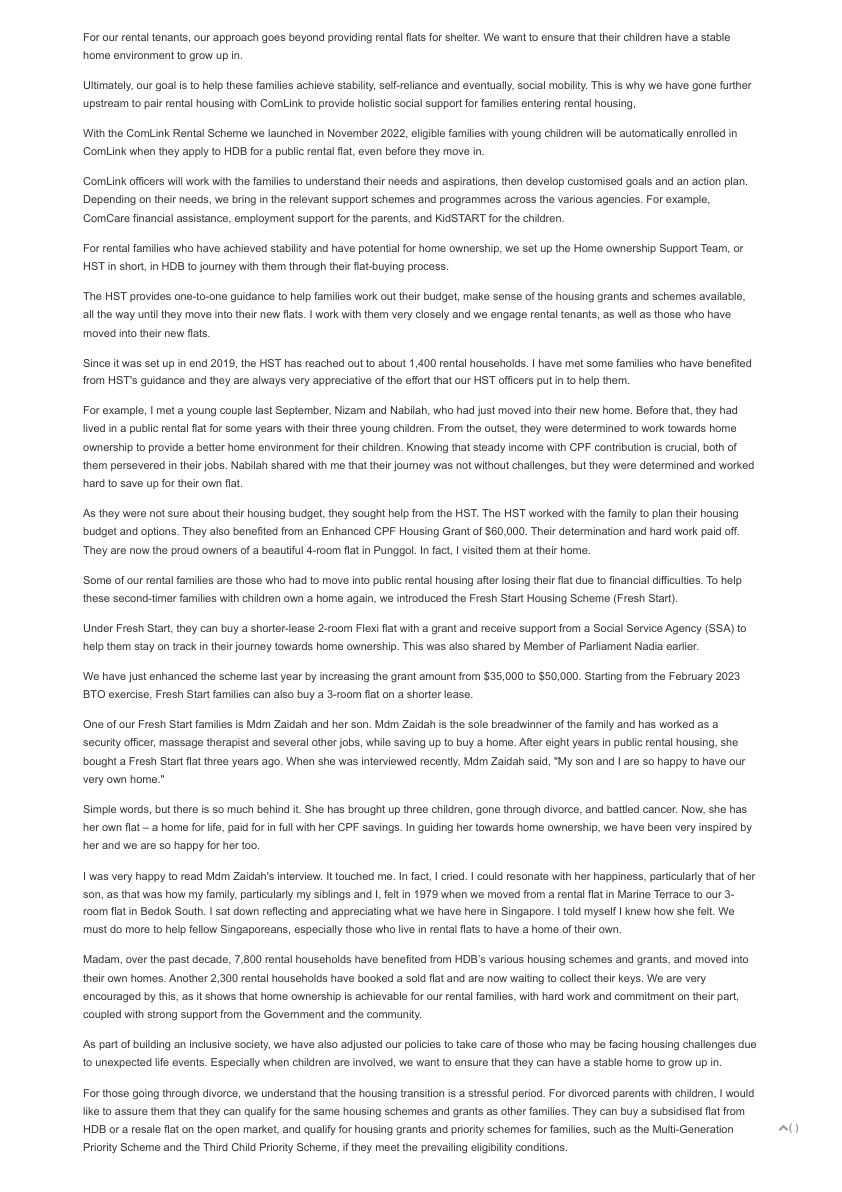 For our rental tenants, our approach goes beyond providing rental flats for shelter. We want to ensure that their children have a stable
home environment to grow up in.
Ultimately, our goal is to help these families achieve stability, self-reliance and eventually, social mobility. This is why we have gone further
upstream to pair rental housing with ComLink to provide holistic social support for families entering rental housing,
With the ComLink Rental Scheme we launched in November 2022, eligible families with young children will be automatically enrolled in
ComLink when they apply to HDB for a public rental flat, even before they move in.
ComLink officers will work with the families to understand their needs and aspirations, then develop customised goals and an action plan.
Depending on their needs, we bring in the relevant support schemes and programmes across the various agencies. For example,
ComCare financial assistance, employment support for the parents, and KidSTART for the children.
For rental families who have achieved stability and have potential for home ownership, we set up the Home ownership Support Team, or
HST in short, in HDB to journey with them through their flat-buying process.
The HST provides one-to-one guidance to help families work out their budget, make sense of the housing grants and schemes available,
all the way until they move into their new flats. I work with them very closely and we engage rental tenants, as well as those who have
moved into their new flats.
Since it was set up in end 2019, the HST has reached out to about 1,400 rental households. I have met some families who have benefited
from HST's guidance and they are always very appreciative of the effort that our HST officers put in to help them.
For example, I met a young couple last September, Nizam and Nabilah, who had just moved into their new home. Before that, they had
lived in a public rental flat for some years with their three young children. From the outset, they were determined to work towards home
ownership to provide a better home environment for their children. Knowing that steady income with CPF contribution is crucial, both of
them persevered in their jobs. Nabilah shared with me that their journey was not without challenges, but they were determined and worked
hard to save up for their own flat.
As they were not sure about their housing budget, they sought help from the HST. The HST worked with the family to plan their housing
budget and options. They also benefited from an Enhanced CPF Housing Grant of $60,000. Their determination and hard work paid off.
They are now the proud owners of a beautiful 4-room flat in Punggol. In fact, I visited them at their home.
Some of our rental families are those who had to move into public rental housing after losing their flat due to financial difficulties. To help
these second-timer families with children own a home again, we introduced the Fresh Start Housing Scheme (Fresh Start).
Under Fresh Start, they can buy a shorter-lease 2-room Flexi flat with a grant and receive support from a Social Service Agency (SSA) to
help them stay on track in their journey towards home ownership. This was also shared by Member of Parliament Nadia earlier.
We have just enhanced the scheme last year by increasing the grant amount from $35,000 to $50,000. Starting from the February 2023
BTO exercise, Fresh Start families can also buy a 3-room flat on a shorter lease.
One of our Fresh Start families is Mdm Zaidah and her son. Mdm Zaidah is the sole breadwinner of the family and has worked as a
security officer, massage therapist and several other jobs, while saving up to buy a home. After eight years in public rental housing, she
bought a Fresh Start flat three years ago. When she was interviewed recently, Mdm Zaidah said, "My son and I are so happy to have our
very own home."
Simple words, but there is so much behind it. She has brought up three children, gone through divorce, and battled cancer. Now, she has
her own flat – a home for life, paid for in full with her CPF savings. In guiding her towards home ownership, we have been very inspired by
her and we are so happy for her too.
I was very happy to read Mdm Zaidah's interview. It touched me. In fact, I cried. I could resonate with her happiness, particularly that of her
son, as that was how my family, particularly my siblings and I, felt in 1979 when we moved from a rental flat in Marine Terrace to our 3-
room flat in Bedok South. I sat down reflecting and appreciating what we have here in Singapore. I told myself I knew how she felt. We
must do more to help fellow Singaporeans, especially those who live in rental flats to have a home of their own.
Madam, over the past decade, 7,800 rental households have benefited from HDB's various housing schemes and grants, and moved into
their own homes. Another 2,300 rental households have booked a sold flat and are now waiting to collect their keys. We are very
encouraged by this, as it shows that home ownership is achievable for our rental families, with hard work and commitment on their part,
coupled with strong support from the Government and the community.
As part of building an inclusive society, we have also adjusted our policies to take care of those who may be facing housing challenges due
to unexpected life events. Especially when children are involved, we want to ensure that they can have a stable home to grow up in.
For those going through divorce, we understand that the housing transition is a stressful period. For divorced parents with children, I would
like to assure them that they can qualify for the same housing schemes and grants as other families. They can buy a subsidised flat from
HDB or a resale flat on the open market, and qualify for housing grants and priority schemes for families, such as the Multi-Generation
Priority Scheme and the Third Child Priority Scheme, if they meet the prevailing eligibility conditions.
( )